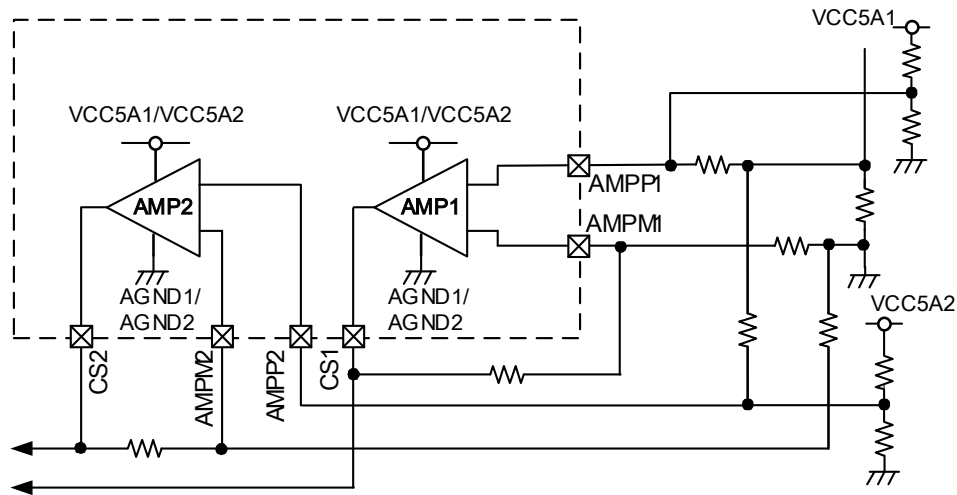 VCC5A1
VCC5A1/VCC5A2
VCC5A1/VCC5A2
AMPP1
AMP2
AMP1
AMPM1
AGND1/
AGND2
AGND1/
AGND2
VCC5A2
CS2
AMPM2
AMPP2
CS1